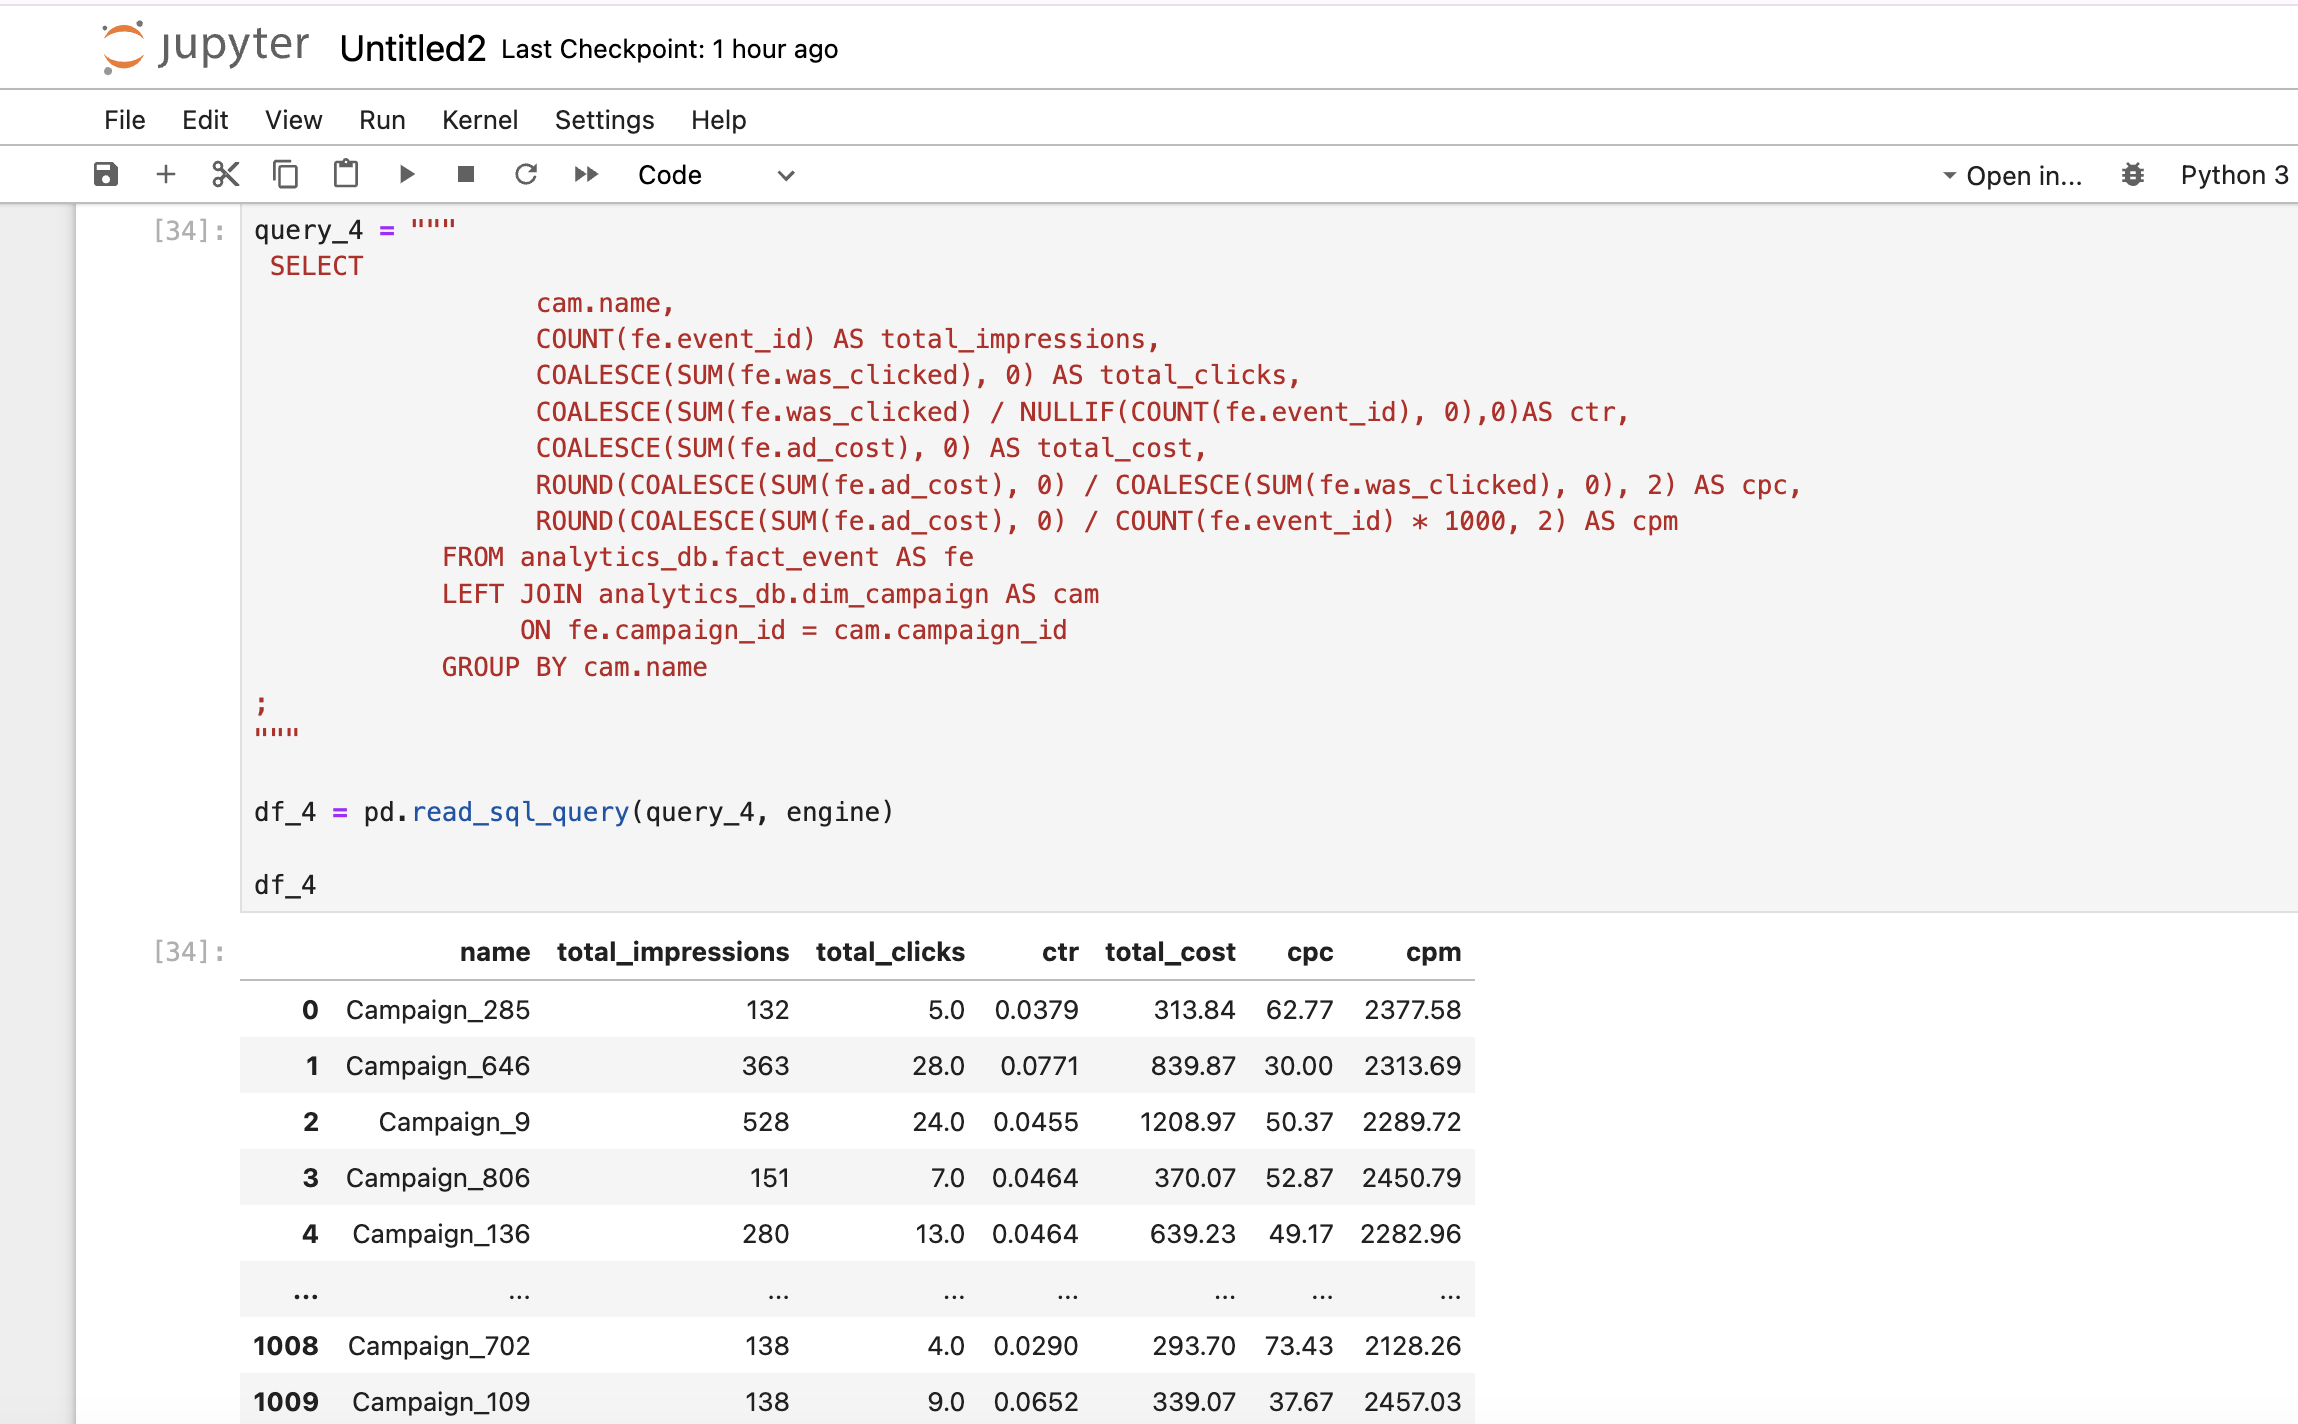 jupyter Untitled2 Last Checkpoint: 1 hour ago
File Edit View Run Kernel Settings Help
Code Open in... Python 3
[34]: query_4 = """
SELECT
cam.name,
COUNT(fe.event_id) AS total_impressions,
COALESCE(SUM(fe.was_clicked), 0) AS total_clicks,
COALESCE(SUM(fe.was_clicked) / NULLIF(COUNT(fe.event_id), 0),0)AS ctr,
COALESCE(SUM(fe.ad_cost), 0) AS total_cost,
ROUND(COALESCE(SUM(fe.ad_cost), 0) / COALESCE(SUM(fe.was_clicked), 0), 2) AS cpc,
ROUND(COALESCE(SUM(fe.ad_cost), 0) / COUNT(fe.event_id) * 1000, 2) AS cpm
FROM analytics_db.fact_event AS fe
LEFT JOIN analytics_db.dim_campaign AS cam
ON fe.campaign_id = cam.campaign_id
GROUP BY cam.name
;
"""
df_4 = pd.read_sql_query(query_4, engine)
df_4
[34]: name total_impressions total_clicks ctr total_cost cpc cpm
0 Campaign_285 132 5.0 0.0379 313.84 62.77 2377.58
1 Campaign_646 363 28.0 0.0771 839.87 30.00 2313.69
2 Campaign_9 528 24.0 0.0455 1208.97 50.37 2289.72
3 Campaign_806 151 7.0 0.0464 370.07 52.87 2450.79
4 Campaign_136 280 13.0 0.0464 639.23 49.17 2282.96
... ... ... ... ... ... ... ...
1008 Campaign_702 138 4.0 0.0290 293.70 73.43 2128.26
1009 Campaign_109 138 9.0 0.0652 339.07 37.67 2457.03